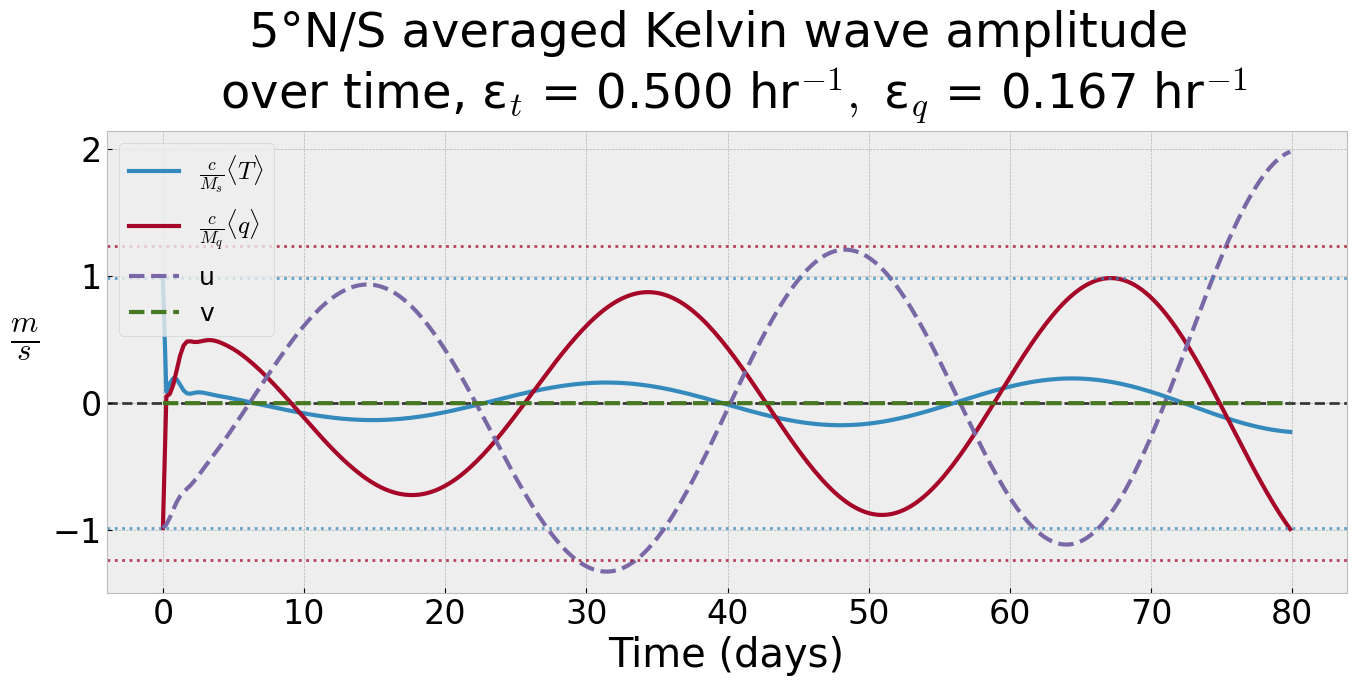 5°N/S averaged Kelvin wave amplitude
over time, ε_t = 0.500 hr⁻¹, ε_q = 0.167 hr⁻¹
c/M_s ⟨T⟩
c/M_q ⟨q⟩
u
v
m/s
2
1
0
−1
0 10 20 30 40 50 60 70 80
Time (days)